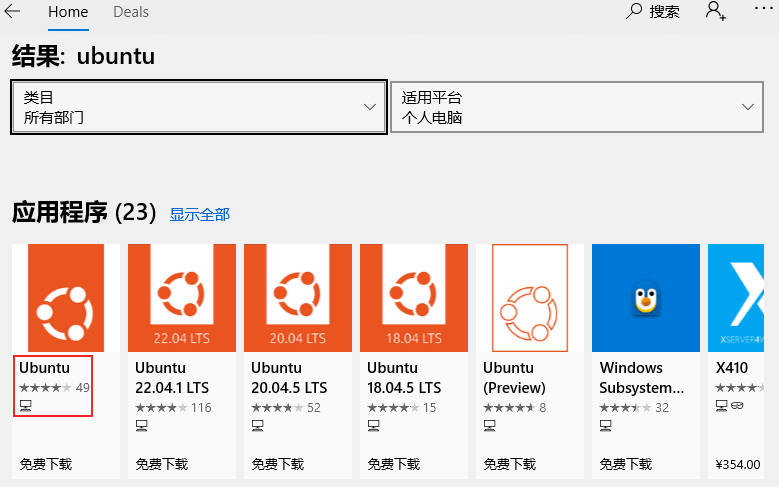 Home Deals 搜索
结果: ubuntu
类目 适用平台
所有部门 个人电脑
应用程序 (23) 显示全部
22.04 LTS 20.04 LTS 18.04 LTS XSERVER4W
Ubuntu Ubuntu Ubuntu Ubuntu Ubuntu Windows X410
49 22.04.1 LTS 20.04.5 LTS 18.04.5 LTS (Preview) Subsystem...
116 52 15 8 32
免费下载 免费下载 免费下载 免费下载 免费下载 免费下载 ¥354.00